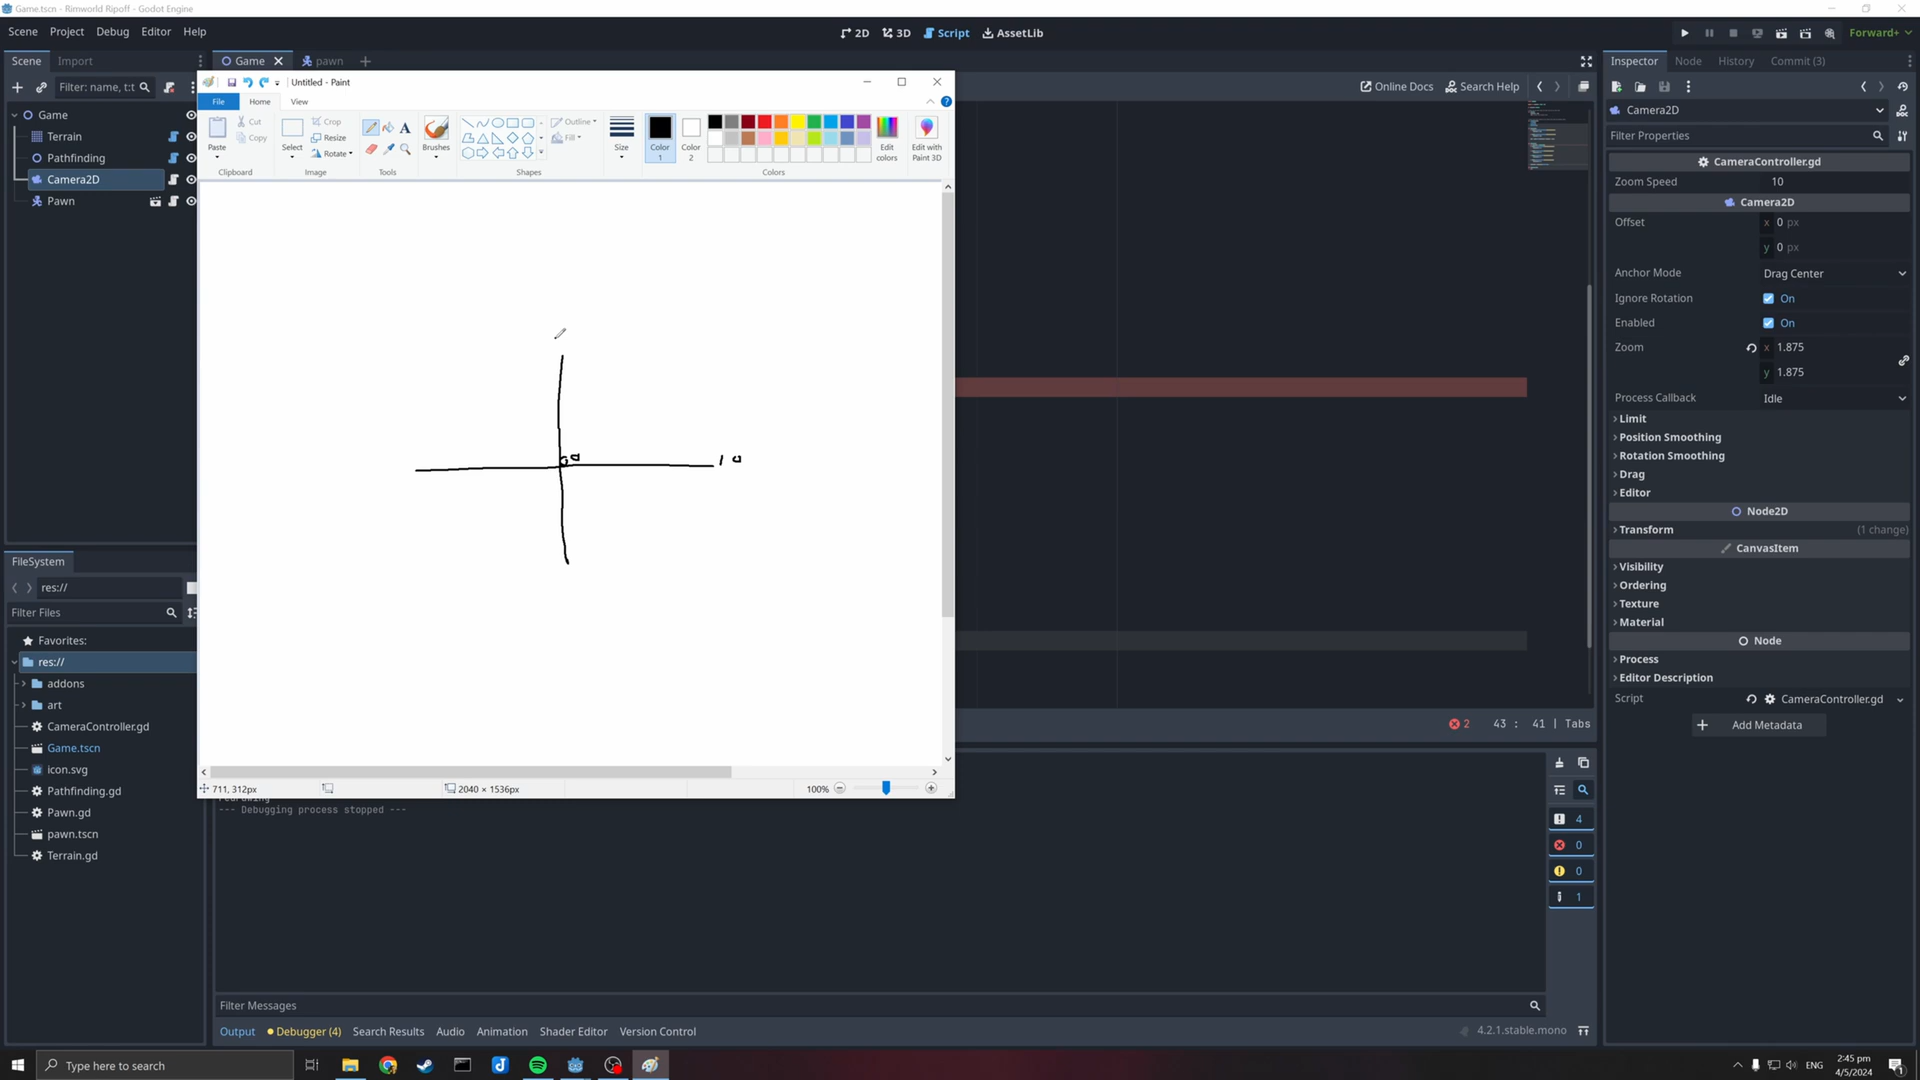 Game.tscn - Rimworld Ripoff - Godot Engine
Scene Project Debug Editor Help
2D 3D Script AssetLib
Forward+
Scene Import
Filter: name, t:t
Game
Terrain
Pathfinding
Camera2D
Pawn
Game pawn
Online Docs Search Help
Untitled - Paint
File Home View
Paste
Cut
Copy
Clipboard
Select
Crop
Resize
Rotate
Image
A
Tools
Brushes
Outline
Fill
Shapes
Size
Color
1
Color
2
Edit
colors
Edit with
Paint 3D
Colors
00
10
711, 312px
2040 × 1536px
100%
2 43 : 41 | Tabs
FileSystem
res://
Filter Files
Favorites:
res://
addons
art
CameraController.gd
Game.tscn
icon.svg
Pathfinding.gd
Pawn.gd
pawn.tscn
Terrain.gd
--- Debugging process stopped ---
4
0
0
1
Filter Messages
Output Debugger (4) Search Results Audio Animation Shader Editor Version Control
4.2.1.stable.mono
Inspector Node History Commit (3)
Camera2D
Filter Properties
CameraController.gd
Zoom Speed 10
Camera2D
Offset x 0 px
y 0 px
Anchor Mode Drag Center
Ignore Rotation On
Enabled On
Zoom x 1.875
y 1.875
Process Callback Idle
Limit
Position Smoothing
Rotation Smoothing
Drag
Editor
Node2D
Transform (1 change)
CanvasItem
Visibility
Ordering
Texture
Material
Node
Process
Editor Description
Script CameraController.gd
Add Metadata
Type here to search
ENG
2:45 pm
4/5/2024
1